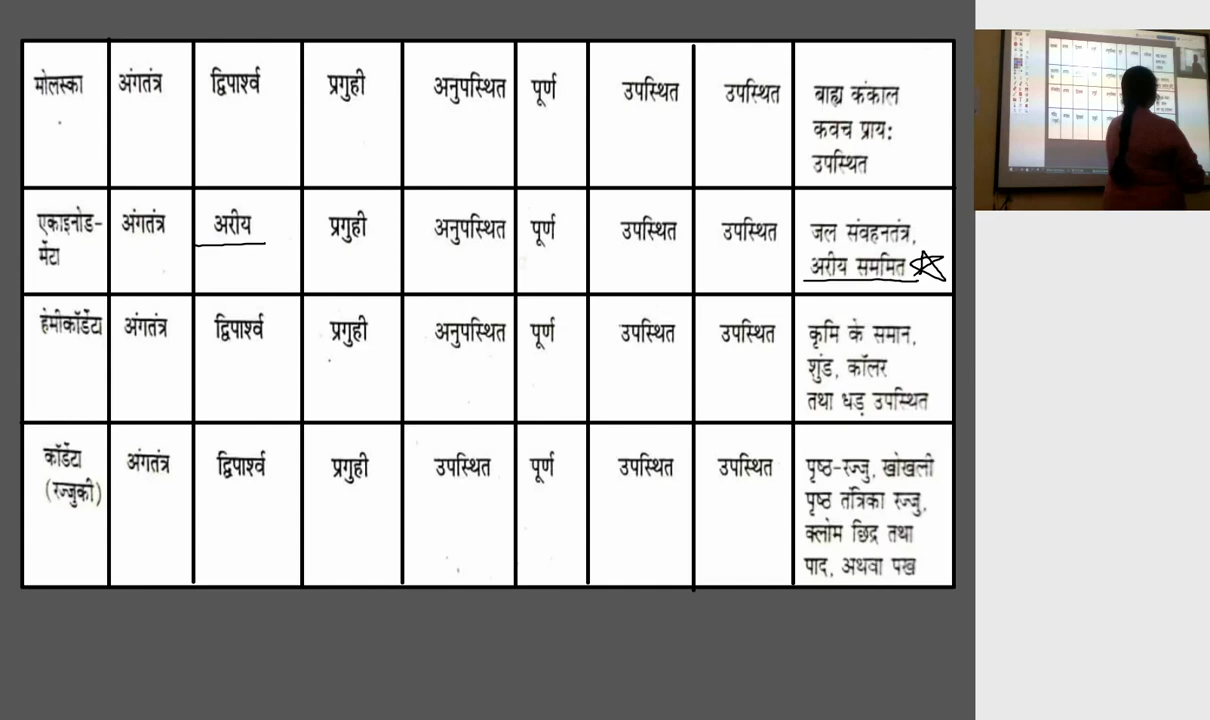 मोलस्का अंगतंत्र द्विपार्श्व प्रगुही अनुपस्थित पूर्ण उपस्थित उपस्थित बाह्य कंकाल
कवच प्राय:
उपस्थित
एकाइनोड- अंगतंत्र अरीय प्रगुही अनुपस्थित पूर्ण उपस्थित उपस्थित जल संवहनतंत्र,
र्मेटा अरीय सममित
हेमीकॉर्डेटा अंगतंत्र द्विपार्श्व प्रगुही अनुपस्थित पूर्ण उपस्थित उपस्थित कृमि के समान,
शुंड, कॉलर
तथा धड़ उपस्थित
कॉर्डेटा अंगतंत्र द्विपार्श्व प्रगुही उपस्थित पूर्ण उपस्थित उपस्थित पृष्ठ-रज्जु, खोखली
(रज्जुकी) पृष्ठ तंत्रिका रज्जु,
क्लोम छिद्र तथा
पाद, अथवा पख